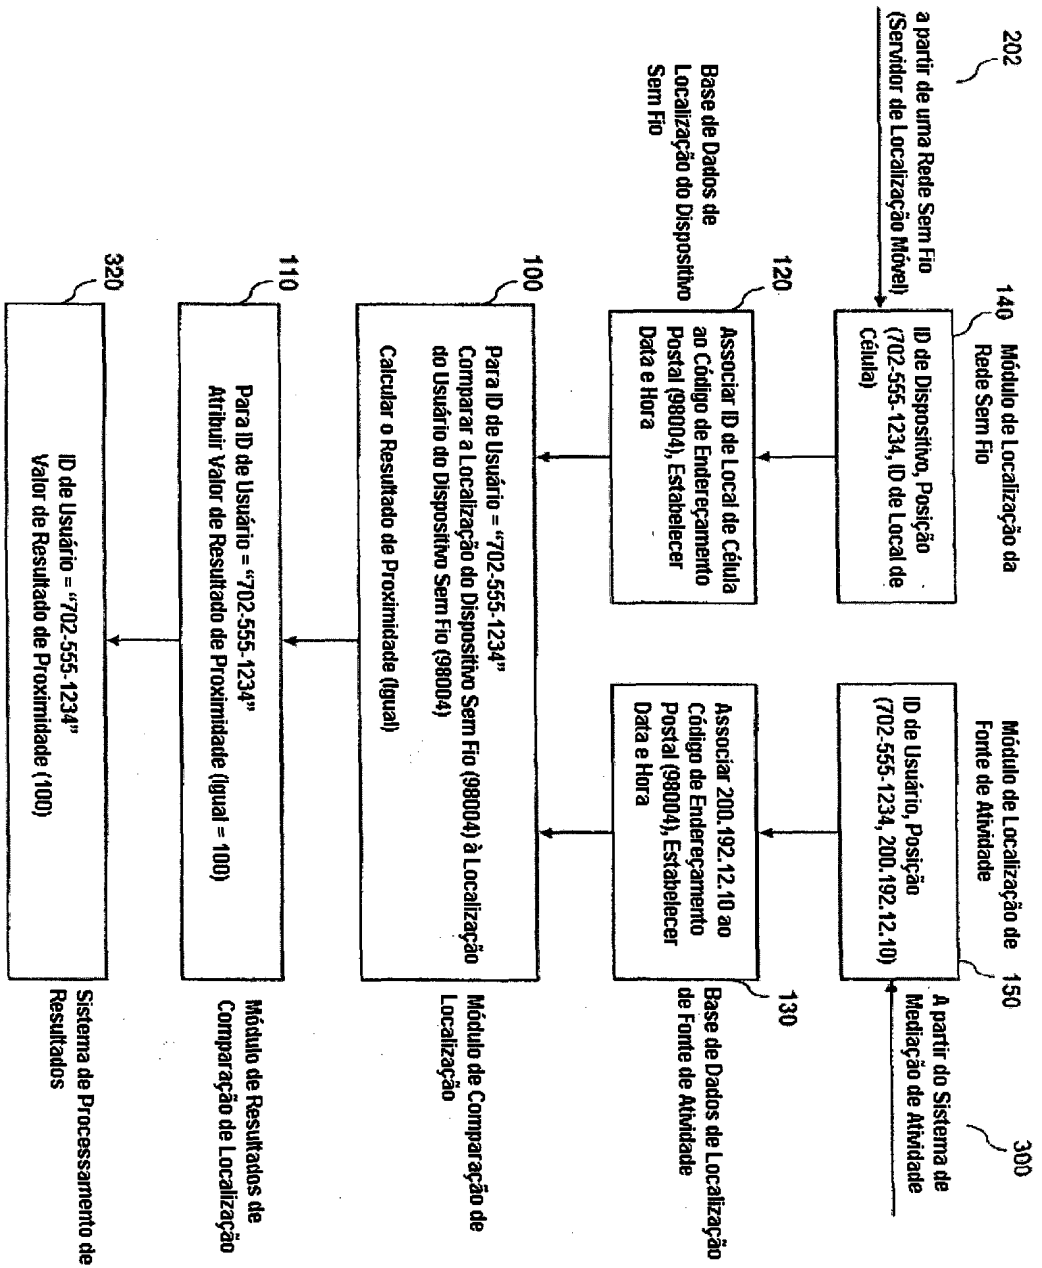 202
a partir de uma Rede Sem Fio
(Servidor de Localização Móvel)
140
Módulo de Localização da
Rede Sem Fio
ID de Dispositivo, Posição
(702-555-1234, ID de Local de
Célula)
Módulo de Localização de
Fonte de Atividade
150
ID de Usuário, Posição
(702-555-1234, 200.192.12.10)
300
A partir do Sistema de
Mediação de Atividade
Base de Dados de
Localização do Dispositivo
Sem Fio
120
Associar ID de Local de Célula
ao Código de Endereçamento
Postal (98004), Estabelecer
Data e Hora
Associar 200.192.12.10 ao
Código de Endereçamento
Postal (98004), Estabelecer
Data e Hora
130
Base de Dados de Localização
de Fonte de Atividade
100
Para ID de Usuário = “702-555-1234”
Comparar a Localização do Dispositivo Sem Fio (98004) à Localização
do Usuário do Dispositivo Sem Fio (98004)
Calcular o Resultado de Proximidade (Igual)
Módulo de Comparação de
Localização
110
Para ID de Usuário = “702-555-1234”
Atribuir Valor de Resultado de Proximidade (Igual = 100)
Módulo de Resultados de
Comparação de Localização
320
ID de Usuário = “702-555-1234”
Valor de Resultado de Proximidade (100)
Sistema de Processamento de
Resultados